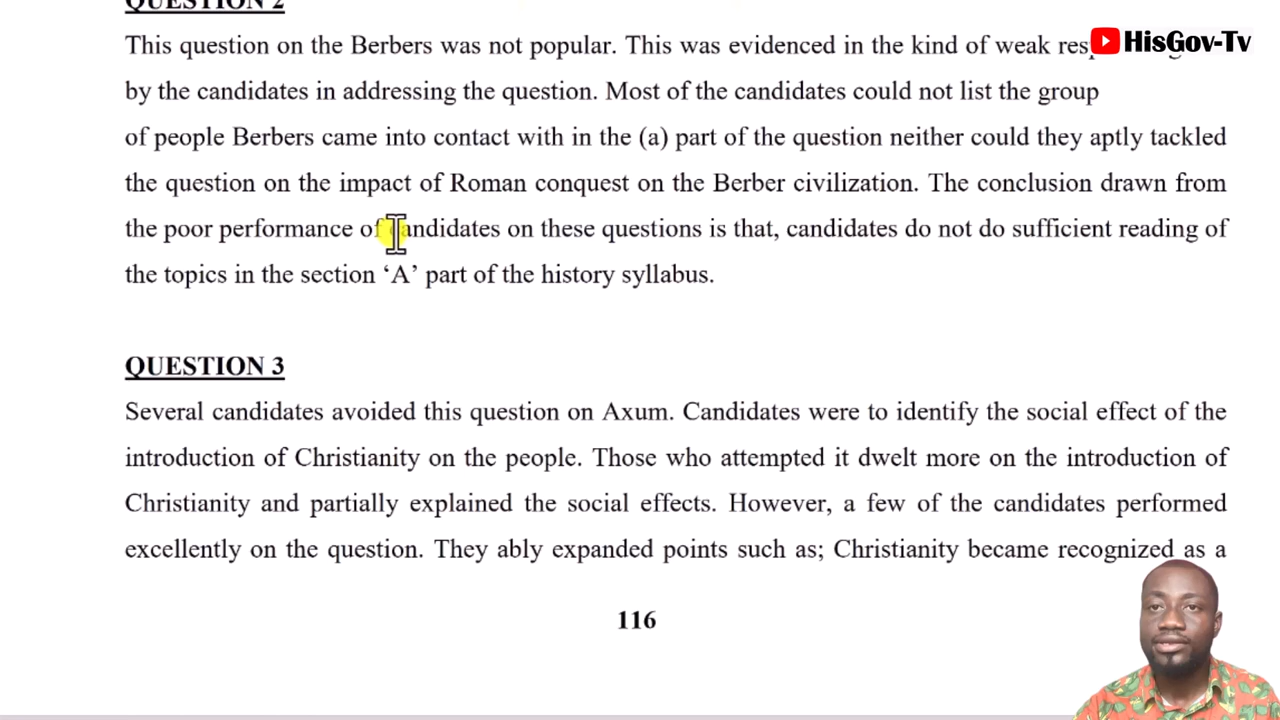 QUESTION 2
HisGov-Tv
This question on the Berbers was not popular. This was evidenced in the kind of weak
by the candidates in addressing the question. Most of the candidates could not list the group
of people Berbers came into contact with in the (a) part of the question neither could they aptly tackled
the question on the impact of Roman conquest on the Berber civilization. The conclusion drawn from
the poor performance of candidates on these questions is that, candidates do not do sufficient reading of
the topics in the section ‘A’ part of the history syllabus.
QUESTION 3
Several candidates avoided this question on Axum. Candidates were to identify the social effect of the
introduction of Christianity on the people. Those who attempted it dwelt more on the introduction of
Christianity and partially explained the social effects. However, a few of the candidates performed
excellently on the question. They ably expanded points such as; Christianity became recognized as a
116